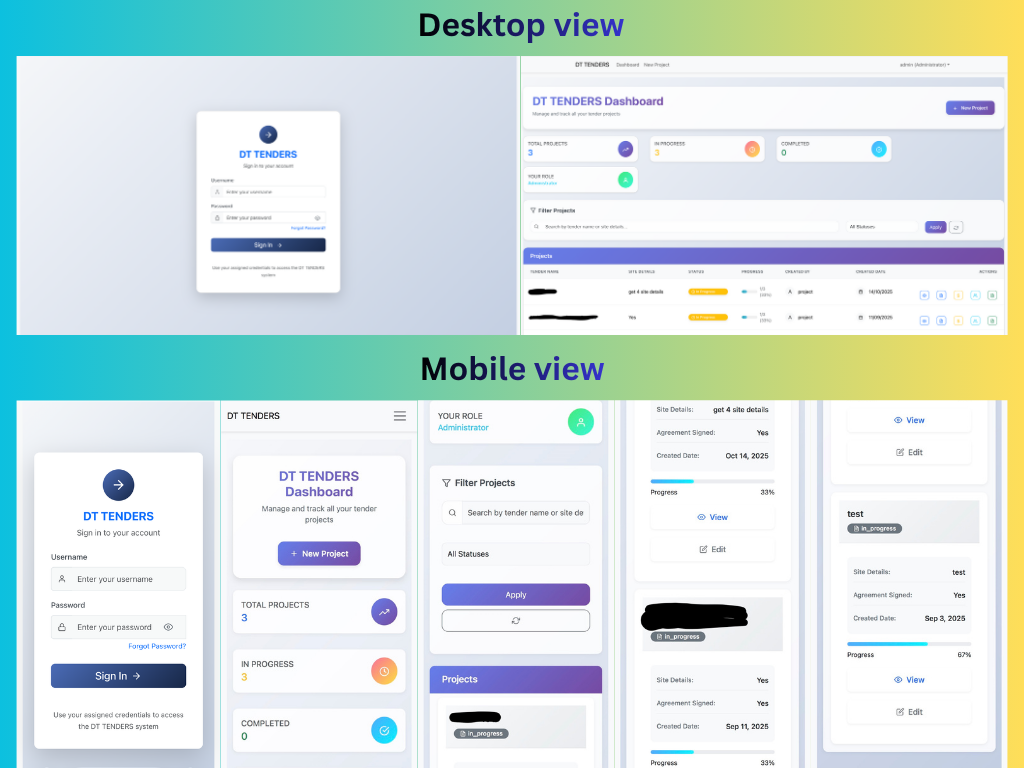 Desktop view
DT TENDERS
Sign in to your account
Username
Enter your username
Password
Enter your password
Forgot Password?
Sign In →
Use your assigned credentials to access the DT TENDERS
system
DT TENDERS Dashboard New Project admin (Administrator)
DT TENDERS Dashboard
Manage and track all your tender projects
+ New Project
TOTAL PROJECTS
3
IN PROGRESS
3
COMPLETED
0
YOUR ROLE
Administrator
Filter Projects
Search by tender name or site details...
All Statuses
Apply
Projects
TENDER NAME SITE DETAILS STATUS PROGRESS CREATED BY CREATED DATE ACTIONS
get 4 site details In Progress 1/3 project 14/10/2025
(33%)
Yes In Progress 1/3 project 11/09/2025
(33%)
Mobile view
DT TENDERS
Sign in to your account
Username
Enter your username
Password
Enter your password
Forgot Password?
Sign In →
Use your assigned credentials to access
the DT TENDERS system
DT TENDERS
DT TENDERS
Dashboard
Manage and track all your tender
projects
+ New Project
TOTAL PROJECTS
3
IN PROGRESS
3
COMPLETED
0
YOUR ROLE
Administrator
Filter Projects
Search by tender name or site de
All Statuses
Apply
Projects
in_progress
Site Details: get 4 site details
Agreement Signed: Yes
Created Date: Oct 14, 2025
Progress 33%
View
Edit
in_progress
Site Details: Yes
Agreement Signed: Yes
Created Date: Sep 11, 2025
Progress 33%
View
Edit
test
in_progress
Site Details: test
Agreement Signed: Yes
Created Date: Sep 3, 2025
Progress 67%
View
Edit